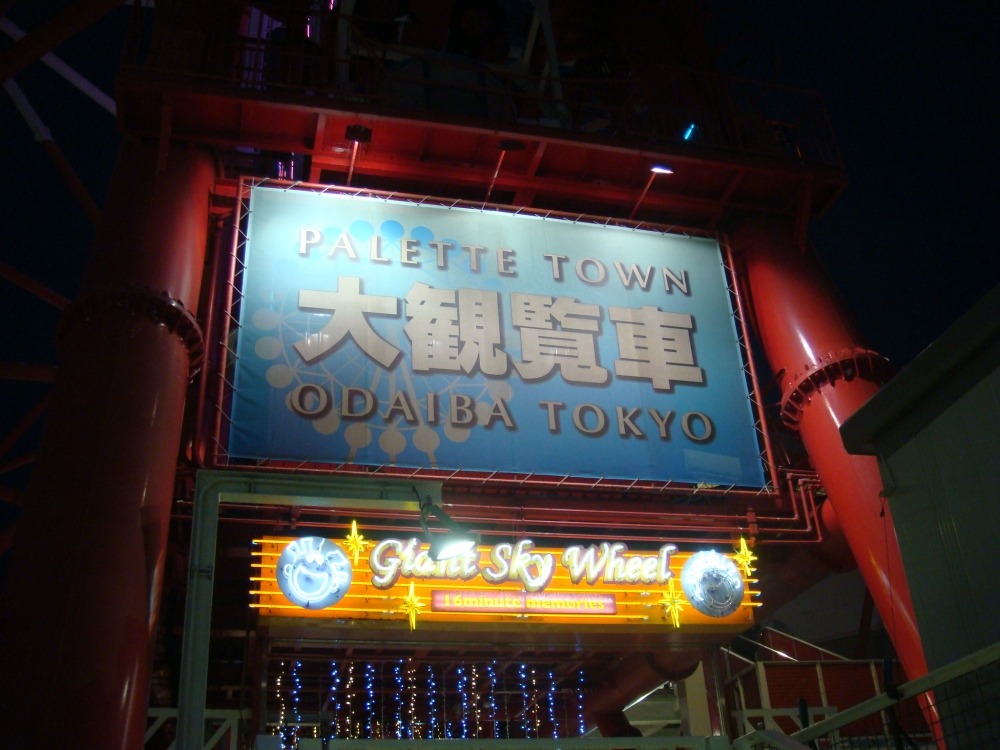 PALETTE TOWN
大観覧車
ODAIBA TOKYO
Giant Sky Wheel
16minute memories